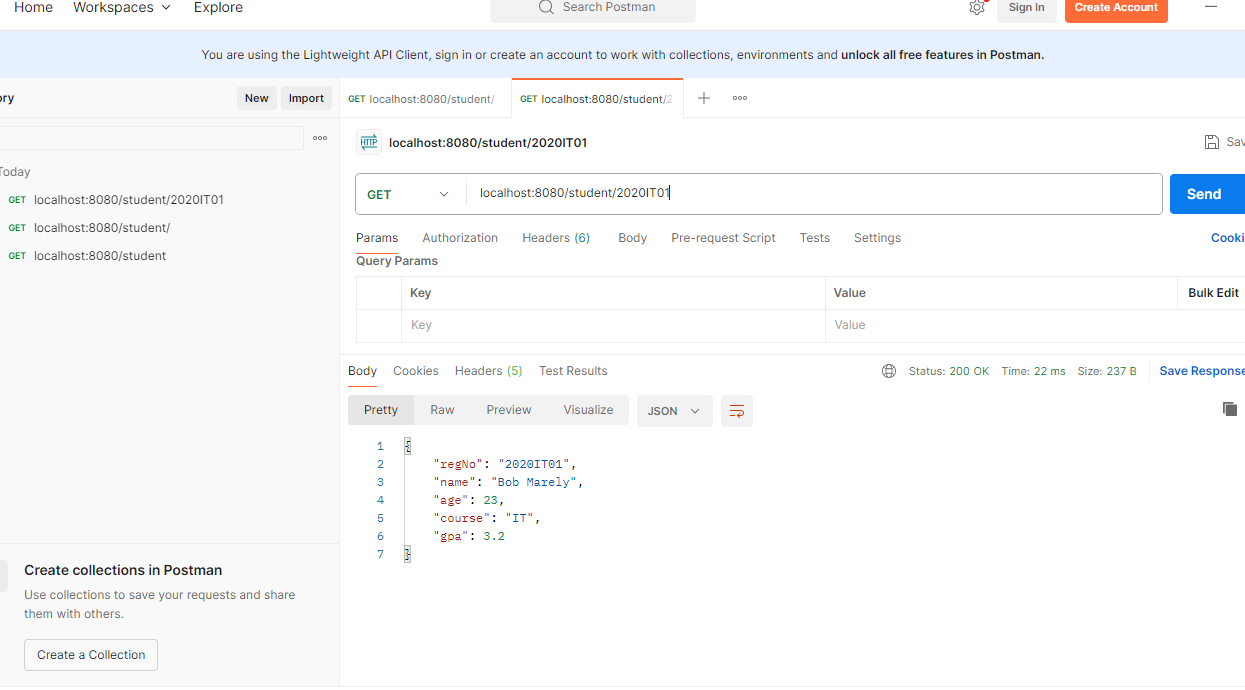 Home Workspaces Explore Search Postman Sign In Create Account
You are using the Lightweight API Client, sign in or create an account to work with collections, environments and unlock all free features in Postman.
ory New Import
Today
GET localhost:8080/student/2020IT01
GET localhost:8080/student/
GET localhost:8080/student
Create collections in Postman
Use collections to save your requests and share
them with others.
Create a Collection
GET localhost:8080/student/ GET localhost:8080/student/2
HTTP localhost:8080/student/2020IT01 Sav
GET localhost:8080/student/2020IT01 Send
Params Authorization Headers (6) Body Pre-request Script Tests Settings Cooki
Query Params
Key Value Bulk Edit
Key Value
Body Cookies Headers (5) Test Results Status: 200 OK Time: 22 ms Size: 237 B Save Response
Pretty Raw Preview Visualize JSON
1 {
2 "regNo": "2020IT01",
3 "name": "Bob Marely",
4 "age": 23,
5 "course": "IT",
6 "gpa": 3.2
7 }